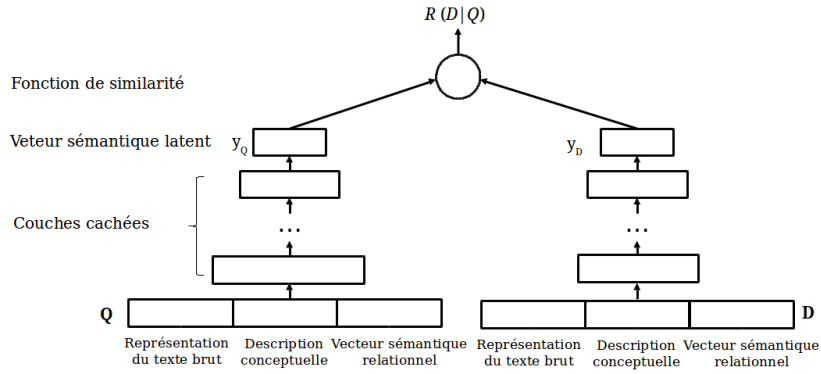 R (D|Q)
Fonction de similarité
Veteur sémantique latent
y_Q
y_D
Couches cachées
...
...
Q
D
Représentation du texte brut
Description conceptuelle
Vecteur sémantique relationnel
Représentation du texte brut
Description conceptuelle
Vecteur sémantique relationnel